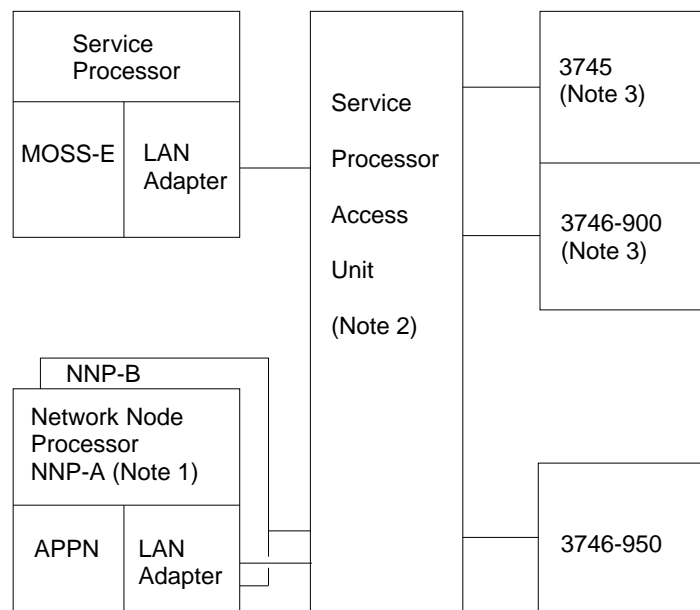 Service
Processor
MOSS-E
LAN
Adapter
NNP-B
Network Node
Processor
NNP-A (Note 1)
APPN
LAN
Adapter
Service
Processor
Access
Unit
(Note 2)
3745
(Note 3)
3746-900
(Note 3)
3746-950